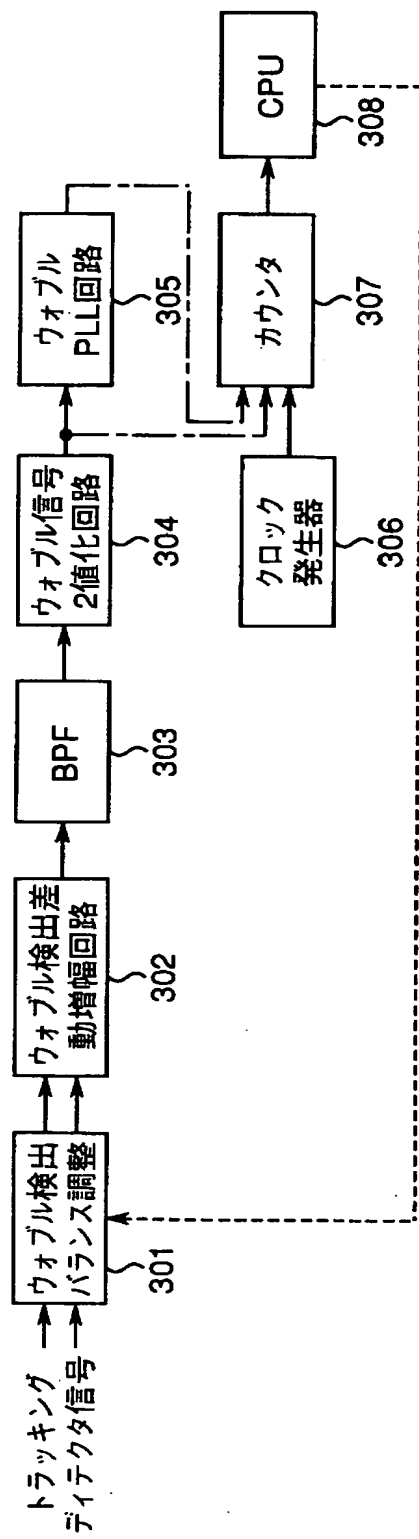 トラッキング
ディテクタ信号
ウォブル検出
バランス調整
301
ウォブル検出差
動増幅回路
302
BPF
303
ウォブル信号
2値化回路
304
ウォブル
PLL回路
305
クロック
発生器
306
カウンタ
307
CPU
308